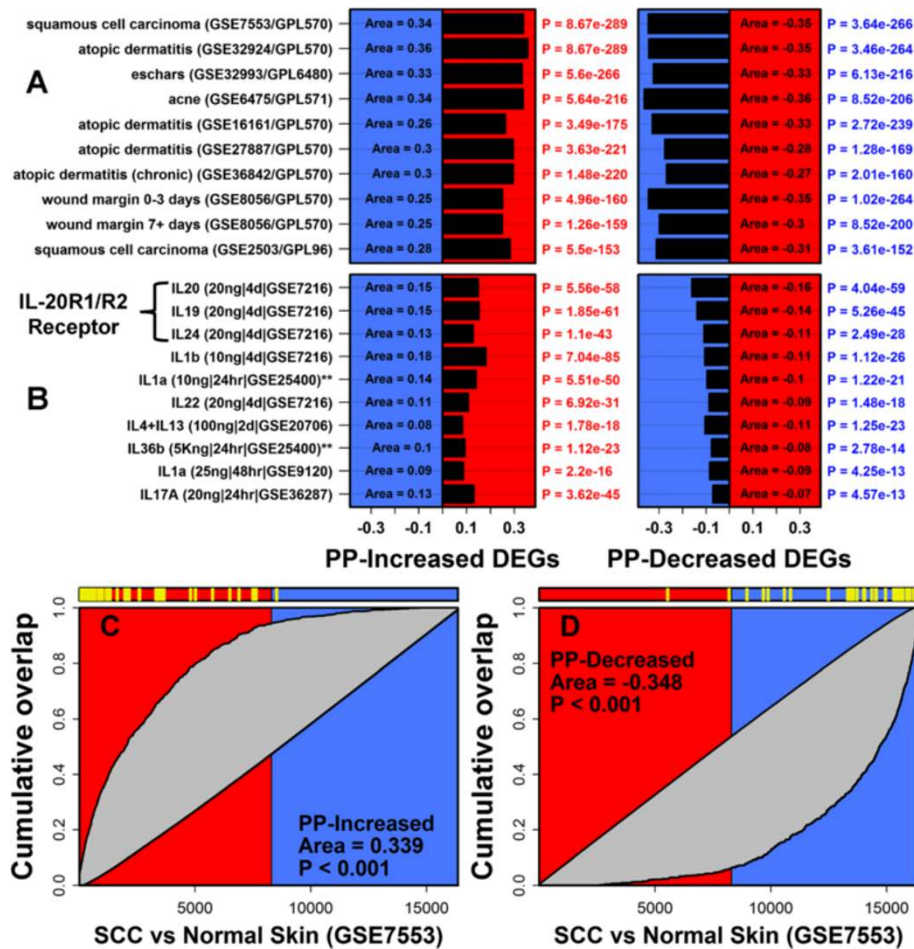 A
squamous cell carcinoma (GSE7553/GPL570) Area = 0.34 P = 8.67e-289 Area = -0.35 P = 3.64e-266
atopic dermatitis (GSE32924/GPL570) Area = 0.36 P = 8.67e-289 Area = -0.35 P = 3.46e-264
eschars (GSE32993/GPL6480) Area = 0.33 P = 5.6e-266 Area = -0.33 P = 6.13e-216
acne (GSE6475/GPL571) Area = 0.34 P = 5.64e-216 Area = -0.36 P = 8.52e-206
atopic dermatitis (GSE16161/GPL570) Area = 0.26 P = 3.49e-175 Area = -0.33 P = 2.72e-239
atopic dermatitis (GSE27887/GPL570) Area = 0.3 P = 3.63e-221 Area = -0.28 P = 1.28e-169
atopic dermatitis (chronic) (GSE36842/GPL570) Area = 0.3 P = 1.48e-220 Area = -0.27 P = 2.01e-160
wound margin 0-3 days (GSE8056/GPL570) Area = 0.25 P = 4.96e-160 Area = -0.35 P = 1.02e-264
wound margin 7+ days (GSE8056/GPL570) Area = 0.25 P = 1.26e-159 Area = -0.3 P = 8.52e-200
squamous cell carcinoma (GSE2503/GPL96) Area = 0.28 P = 5.5e-153 Area = -0.31 P = 3.61e-152
B
IL-20R1/R2
Receptor
IL20 (20ng|4d|GSE7216) Area = 0.15 P = 5.56e-58 Area = -0.16 P = 4.04e-59
IL19 (20ng|4d|GSE7216) Area = 0.15 P = 1.85e-61 Area = -0.14 P = 5.26e-45
IL24 (20ng|4d|GSE7216) Area = 0.13 P = 1.1e-43 Area = -0.11 P = 2.49e-28
IL1b (10ng|4d|GSE7216) Area = 0.18 P = 7.04e-85 Area = -0.11 P = 1.12e-26
IL1a (10ng|24hr|GSE25400)** Area = 0.14 P = 5.51e-50 Area = -0.1 P = 1.22e-21
IL22 (20ng|4d|GSE7216) Area = 0.11 P = 6.92e-31 Area = -0.09 P = 1.48e-18
IL4+IL13 (100ng|2d|GSE20706) Area = 0.08 P = 1.78e-18 Area = -0.11 P = 1.25e-23
IL36b (5Kng|24hr|GSE25400)** Area = 0.1 P = 1.12e-23 Area = -0.08 P = 2.78e-14
IL1a (25ng|48hr|GSE9120) Area = 0.09 P = 2.2e-16 Area = -0.09 P = 4.25e-13
IL17A (20ng|24hr|GSE36287) Area = 0.13 P = 3.62e-45 Area = -0.07 P = 4.57e-13
-0.3 -0.1 0.1 0.3 -0.3 -0.1 0.1 0.3
PP-Increased DEGs PP-Decreased DEGs
C
Cumulative overlap
1.0
0.8
0.6
0.4
0.2
0.0
PP-Increased
Area = 0.339
P < 0.001
5000 10000 15000
SCC vs Normal Skin (GSE7553)
D
Cumulative overlap
1.0
0.8
0.6
0.4
0.2
0.0
PP-Decreased
Area = -0.348
P < 0.001
5000 10000 15000
SCC vs Normal Skin (GSE7553)